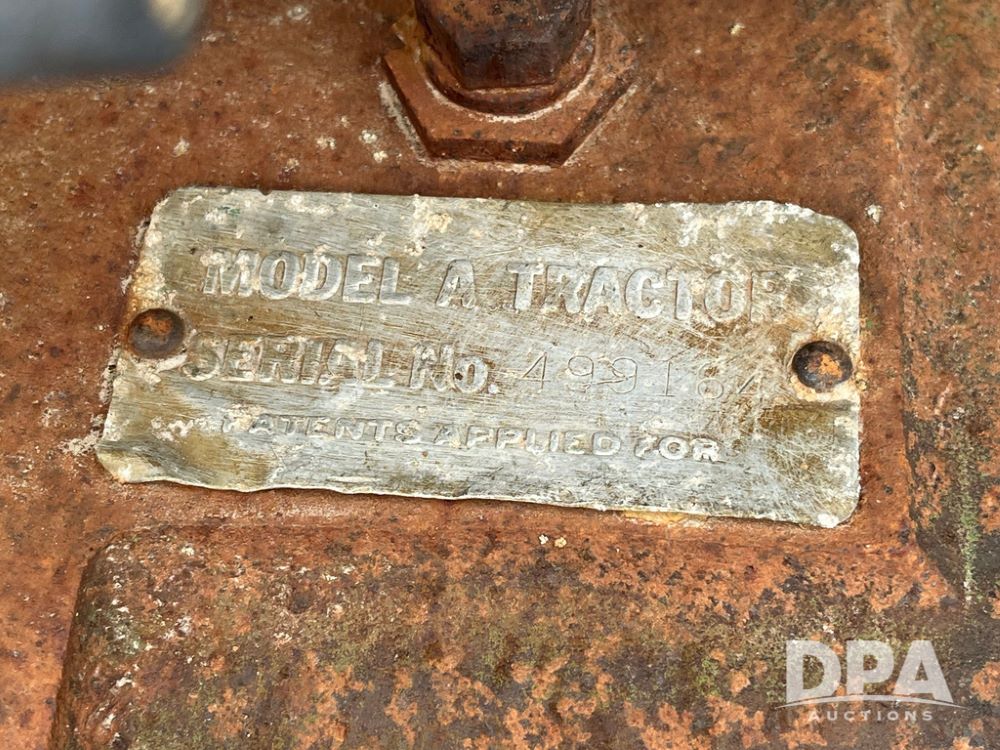 MODEL A TRACTOR
SERIAL No. 499184
PATENTS APPLIED FOR
DPA
AUCTIONS